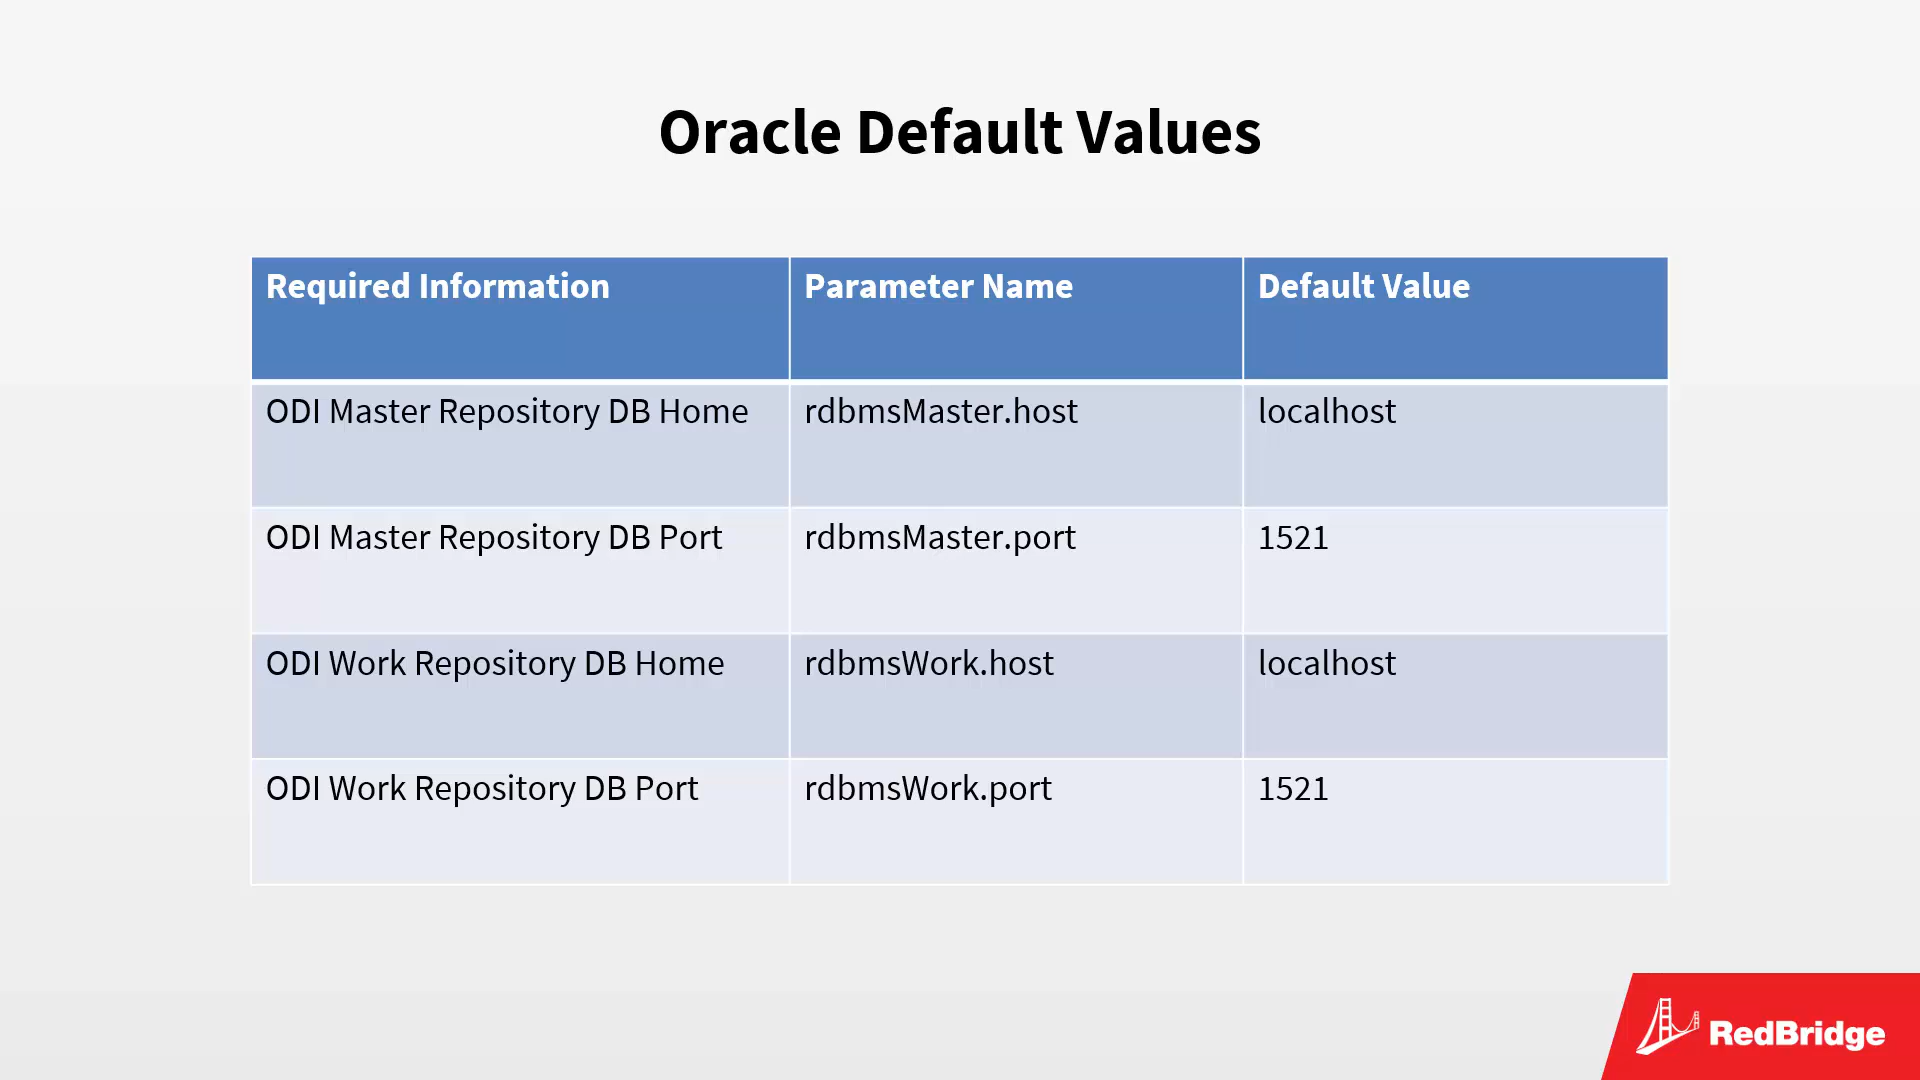 Oracle Default Values
Required Information Parameter Name Default Value
ODI Master Repository DB Home rdbmsMaster.host localhost
ODI Master Repository DB Port rdbmsMaster.port 1521
ODI Work Repository DB Home rdbmsWork.host localhost
ODI Work Repository DB Port rdbmsWork.port 1521
RedBridge